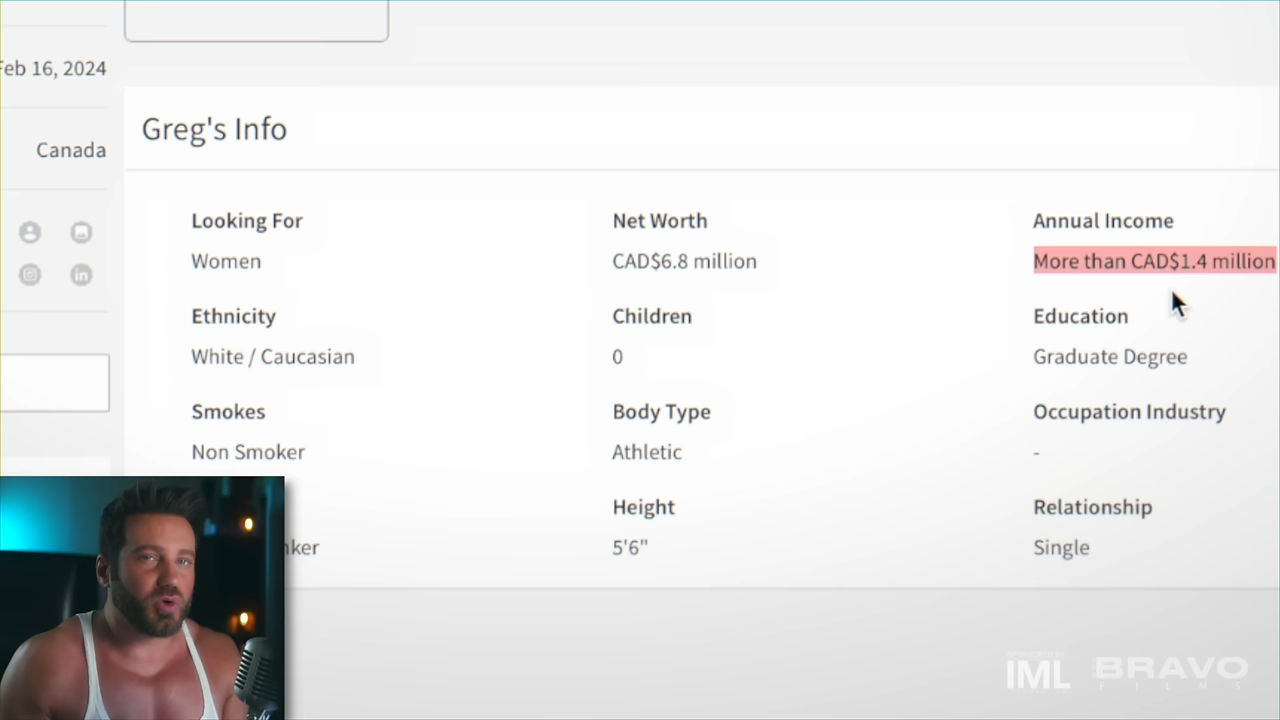 Feb 16, 2024
Canada
Greg's Info
Looking For
Women
Net Worth
CAD$6.8 million
Annual Income
More than CAD$1.4 million
Ethnicity
White / Caucasian
Children
0
Education
Graduate Degree
Smokes
Non Smoker
Body Type
Athletic
Occupation Industry
-
Height
5'6"
Relationship
Single
IML BRAVO
FILMS